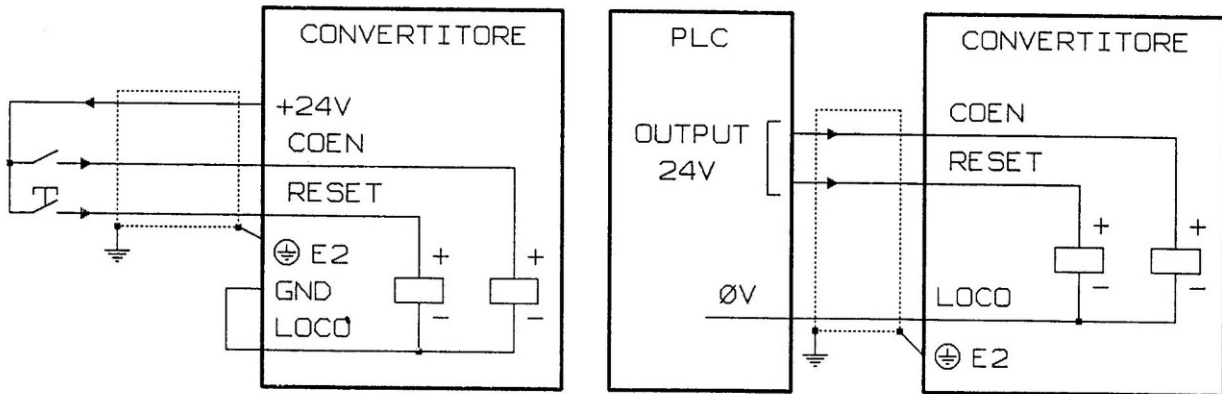 CONVERTITORE
+24V
COEN
RESET
E2
GND
LOCO
+
-
+
-
PLC
OUTPUT
24V
ØV
CONVERTITORE
COEN
RESET
+
-
+
-
LOCO
E2